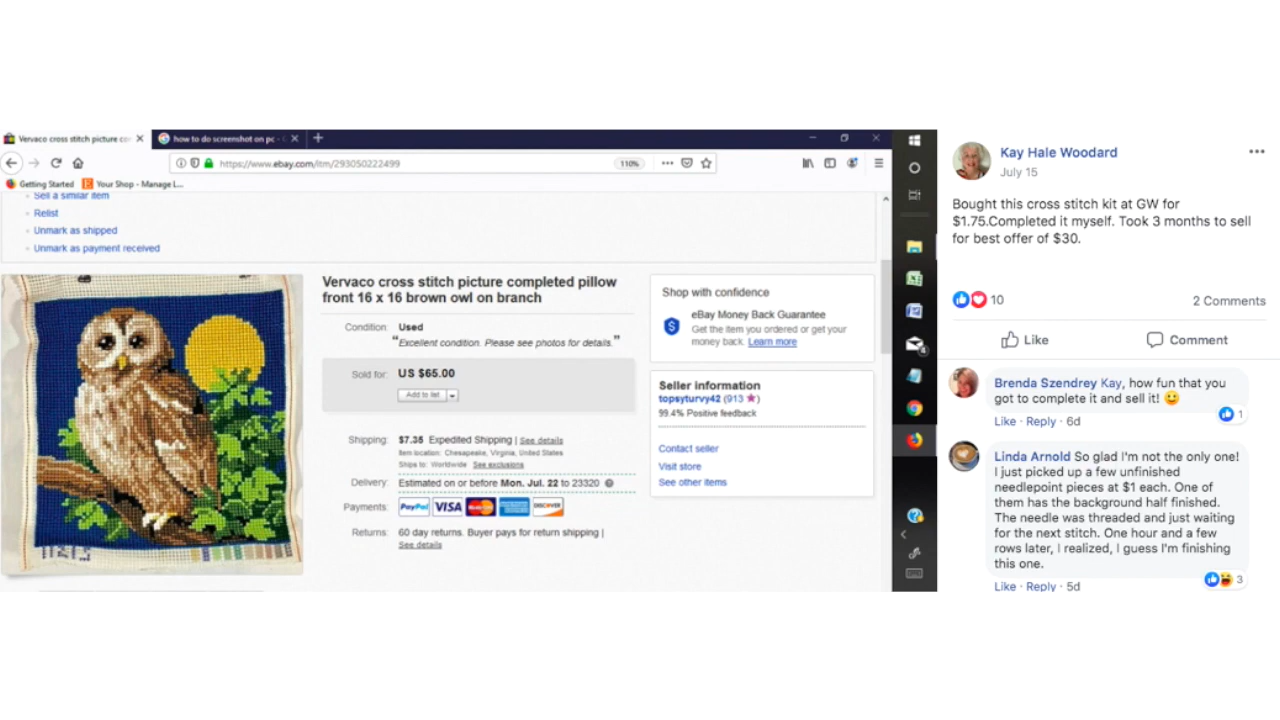 Vervaco cross stitch picture co
how to do screenshot on pc -
https://www.ebay.com/itm/293050222499
110%
Getting Started
Your Shop - Manage L...
Sell a similar item
Relist
Unmark as shipped
Unmark as payment received
Vervaco cross stitch picture completed pillow
front 16 x 16 brown owl on branch
Condition: Used
“Excellent condition. Please see photos for details.”
Sold for: US $65.00
Add to list
Shipping: $7.35 Expedited Shipping | See details
Item location: Chesapeake, Virginia, United States
Ships to: Worldwide See exclusions
Delivery: Estimated on or before Mon. Jul. 22 to 23320
Payments: PayPal VISA MasterCard DISCOVER
Returns: 60 day returns. Buyer pays for return shipping |
See details
Shop with confidence
eBay Money Back Guarantee
Get the item you ordered or get your
money back. Learn more
Seller information
topsyturvy42 (913 ★)
99.4% Positive feedback
Contact seller
Visit store
See other items
Kay Hale Woodard
July 15
Bought this cross stitch kit at GW for
$1.75.Completed it myself. Took 3 months to sell
for best offer of $30.
10
2 Comments
Like
Comment
Brenda Szendrey Kay, how fun that you
got to complete it and sell it! 🙂
1
Like · Reply · 6d
Linda Arnold So glad I'm not the only one!
I just picked up a few unfinished
needlepoint pieces at $1 each. One of
them has the background half finished.
The needle was threaded and just waiting
for the next stitch. One hour and a few
rows later, I realized, I guess I'm finishing
this one.
3
Like · Reply · 5d